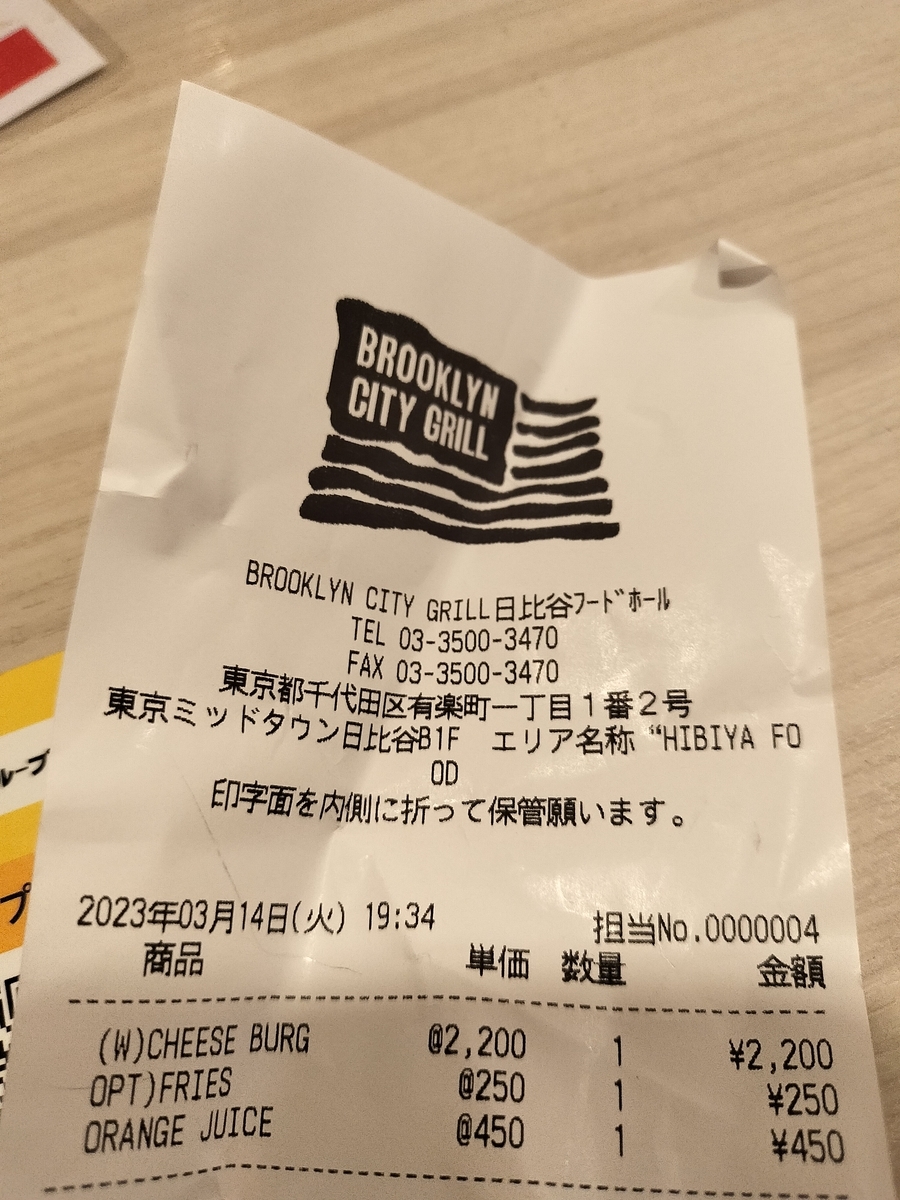 BROOKLYN
CITY GRILL
BROOKLYN CITY GRILL日比谷ﾌｰﾄﾞﾎｰﾙ
TEL 03-3500-3470
FAX 03-3500-3470
東京都千代田区有楽町一丁目1番2号
東京ミッドタウン日比谷B1F エリア名称 “HIBIYA FO
OD
印字面を内側に折って保管願います。
2023年03月14日(火) 19:34 担当No.0000004
商品 単価 数量 金額
(W)CHEESE BURG @2,200 1 ¥2,200
OPT)FRIES @250 1 ¥250
ORANGE JUICE @450 1 ¥450